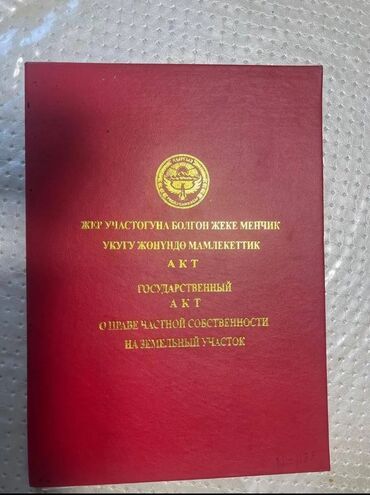 ЖЕР УЧАСТОГУНА БОЛГОН ЖЕКЕ МЕНЧИК
УКУГУ ЖӨНҮНДӨ МАМЛЕКЕТТИК
АКТ
ГОСУДАРСТВЕННЫЙ
АКТ
О ПРАВЕ ЧАСТНОЙ СОБСТВЕННОСТИ
НА ЗЕМЕЛЬНЫЙ УЧАСТОК